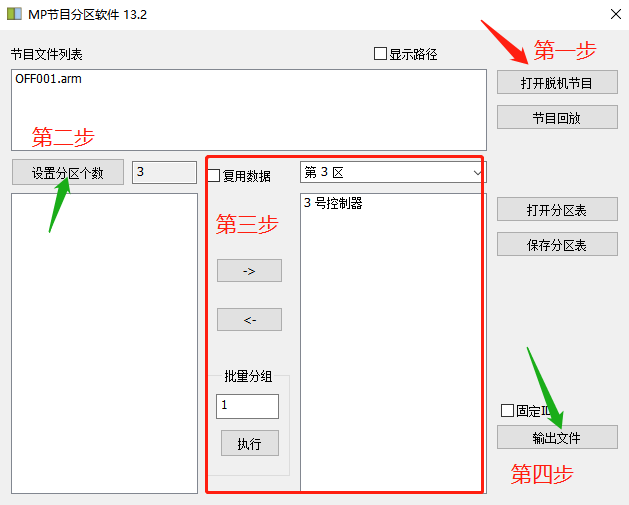 MP节目分区软件 13.2
节目文件列表
显示路径
第一步
OFF001.arm
打开脱机节目
节目回放
第二步
设置分区个数
3
复用数据
第 3 区
第三步
3 号控制器
打开分区表
保存分区表
->
<-
批量分组
1
执行
固定I
输出文件
第四步